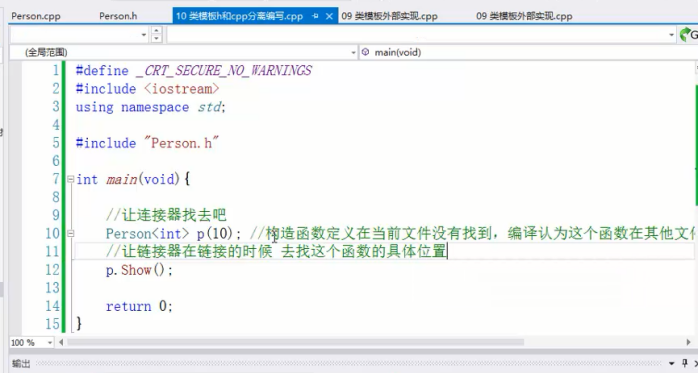 Person.cpp Person.h 10 类模板h和cpp分离编写.cpp 09 类模板外部实现.cpp 09 类模板外部实现.cpp
(全局范围) main(void)
1 #define _CRT_SECURE_NO_WARNINGS
2 #include <iostream>
3 using namespace std;
4
5 #include "Person.h"
6
7 int main(void){
8
9 //让连接器找去吧
10 Person<int> p(10); //构造函数定义在当前文件没有找到，编译认为这个函数在其他文
11 //让链接器在链接的时候 去找这个函数的具体位置
12 p.Show();
13
14 return 0;
15 }
100 %
输出